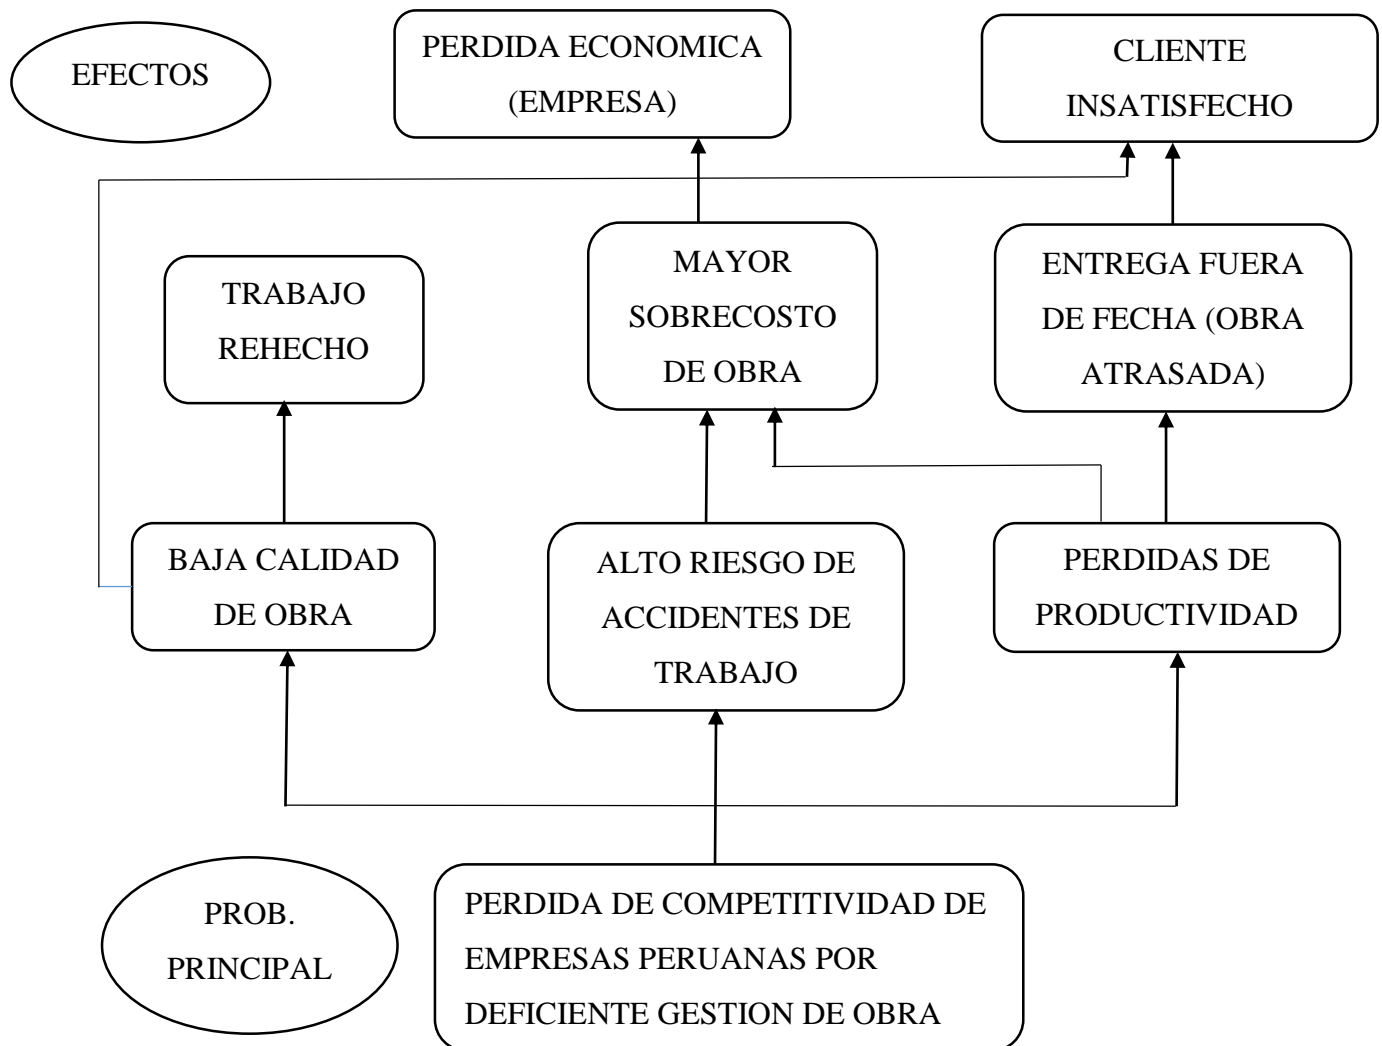 EFECTOS
PERDIDA ECONOMICA
(EMPRESA)
CLIENTE
INSATISFECHO
TRABAJO
REHECHO
MAYOR
SOBRECOSTO
DE OBRA
ENTREGA FUERA
DE FECHA (OBRA
ATRASADA)
BAJA CALIDAD
DE OBRA
ALTO RIESGO DE
ACCIDENTES DE
TRABAJO
PERDIDAS DE
PRODUCTIVIDAD
PROB.
PRINCIPAL
PERDIDA DE COMPETITIVIDAD DE
EMPRESAS PERUANAS POR
DEFICIENTE GESTION DE OBRA